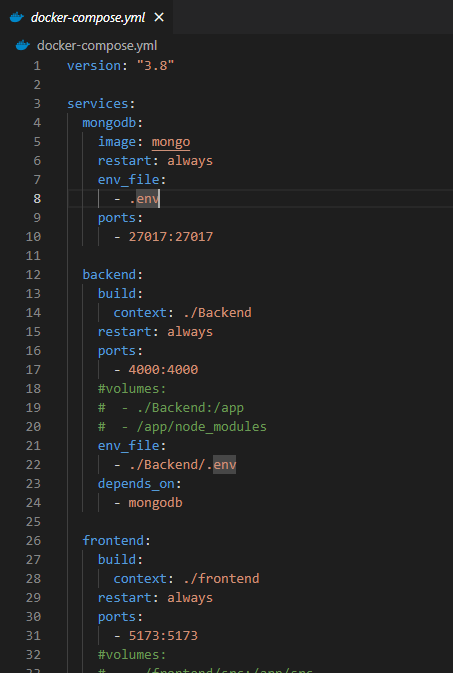 docker-compose.yml ×
docker-compose.yml
1 version: "3.8"
2
3 services:
4 mongodb:
5 image: mongo
6 restart: always
7 env_file:
8 - .env
9 ports:
10 - 27017:27017
11
12 backend:
13 build:
14 context: ./Backend
15 restart: always
16 ports:
17 - 4000:4000
18 #volumes:
19 #  - ./Backend:/app
20 #  - /app/node_modules
21 env_file:
22 - ./Backend/.env
23 depends_on:
24 - mongodb
25
26 frontend:
27 build:
28 context: ./frontend
29 restart: always
30 ports:
31 - 5173:5173
32 #volumes:
33 #  - ./frontend/src:/app/src